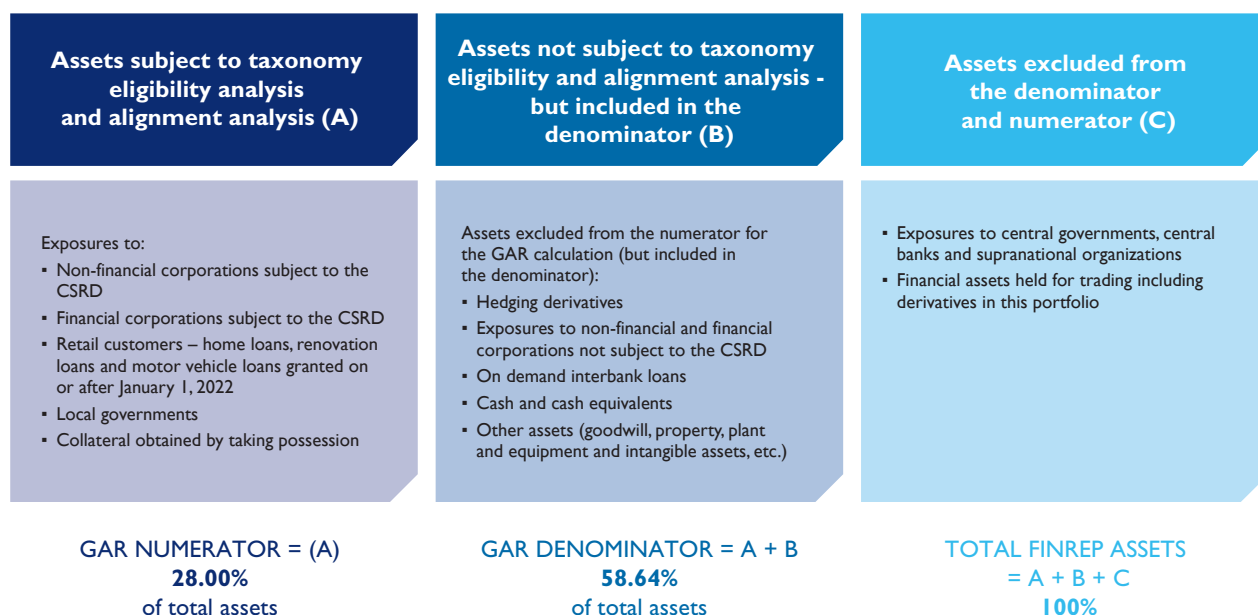 Assets subject to taxonomy
eligibility analysis
and alignment analysis (A)
Assets not subject to taxonomy
eligibility and alignment analysis -
but included in the
denominator (B)
Assets excluded from
the denominator
and numerator (C)
Exposures to:
▪ Non-financial corporations subject to the
CSRD
▪ Financial corporations subject to the CSRD
▪ Retail customers – home loans, renovation
loans and motor vehicle loans granted on
or after January 1, 2022
▪ Local governments
▪ Collateral obtained by taking possession
Assets excluded from the numerator for
the GAR calculation (but included in
the denominator):
▪ Hedging derivatives
▪ Exposures to non-financial and financial
corporations not subject to the CSRD
▪ On demand interbank loans
▪ Cash and cash equivalents
▪ Other assets (goodwill, property, plant
and equipment and intangible assets, etc.)
▪ Exposures to central governments, central
banks and supranational organizations
▪ Financial assets held for trading including
derivatives in this portfolio
GAR NUMERATOR = (A)
28.00%
of total assets
GAR DENOMINATOR = A + B
58.64%
of total assets
TOTAL FINREP ASSETS
= A + B + C
100%